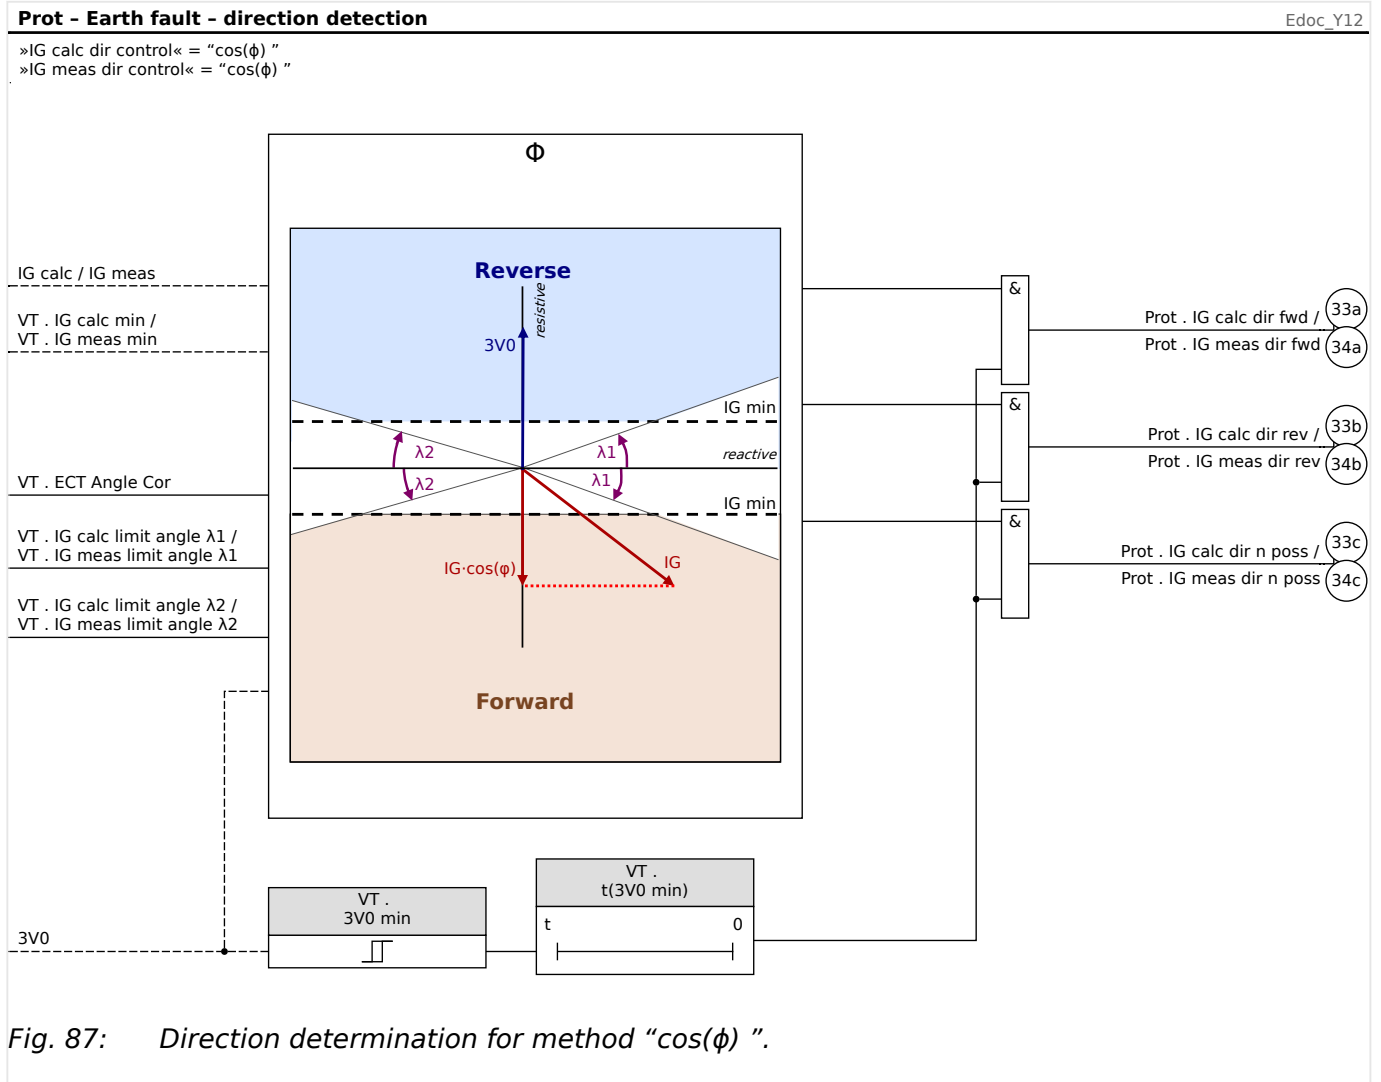 Prot – Earth fault – direction detection
Edoc_Y12
»IG calc dir control« = “cos(ϕ) ”
»IG meas dir control« = “cos(ϕ) ”
Φ
IG calc / IG meas
VT . IG calc min /
VT . IG meas min
VT . ECT Angle Cor
VT . IG calc limit angle λ1 /
VT . IG meas limit angle λ1
VT . IG calc limit angle λ2 /
VT . IG meas limit angle λ2
3V0
Reverse
resistive
3V0
IG min
λ2
λ1
reactive
λ2
λ1
IG min
IG·cos(φ)
IG
Forward
&
Prot . IG calc dir fwd /
33a
Prot . IG meas dir fwd
34a
&
Prot . IG calc dir rev /
33b
Prot . IG meas dir rev
34b
&
Prot . IG calc dir n poss /
33c
Prot . IG meas dir n poss
34c
VT .
3V0 min
VT .
t(3V0 min)
t
0
Fig. 87: Direction determination for method “cos(ϕ) ”.